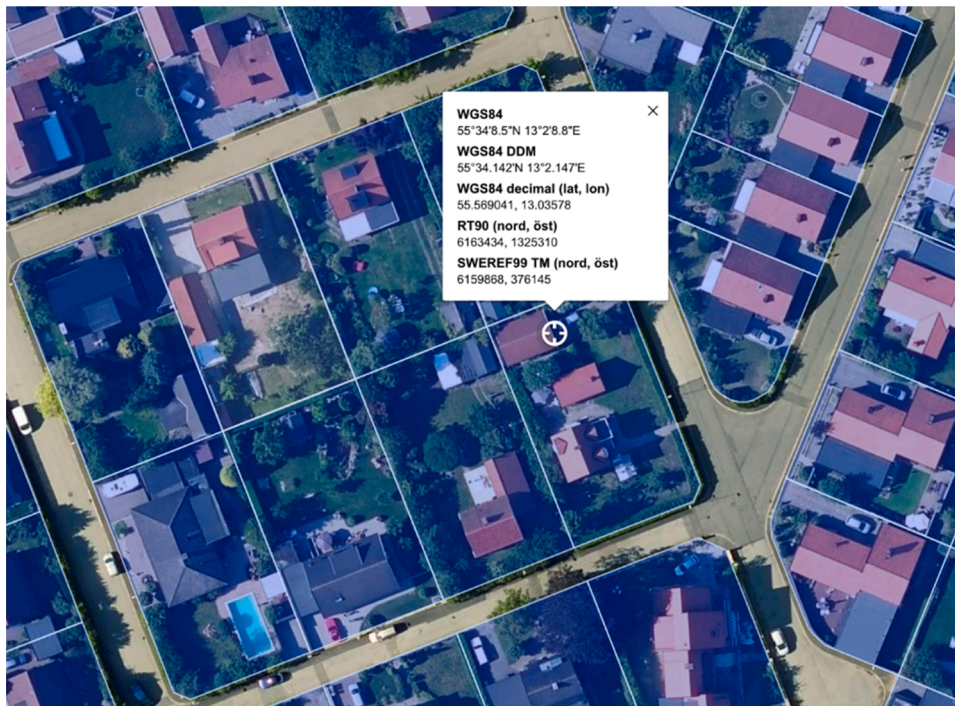 WGS84
55°34'8.5"N 13°2'8.8"E
WGS84 DDM
55°34.142'N 13°2.147'E
WGS84 decimal (lat, lon)
55.569041, 13.03578
RT90 (nord, öst)
6163434, 1325310
SWEREF99 TM (nord, öst)
6159868, 376145